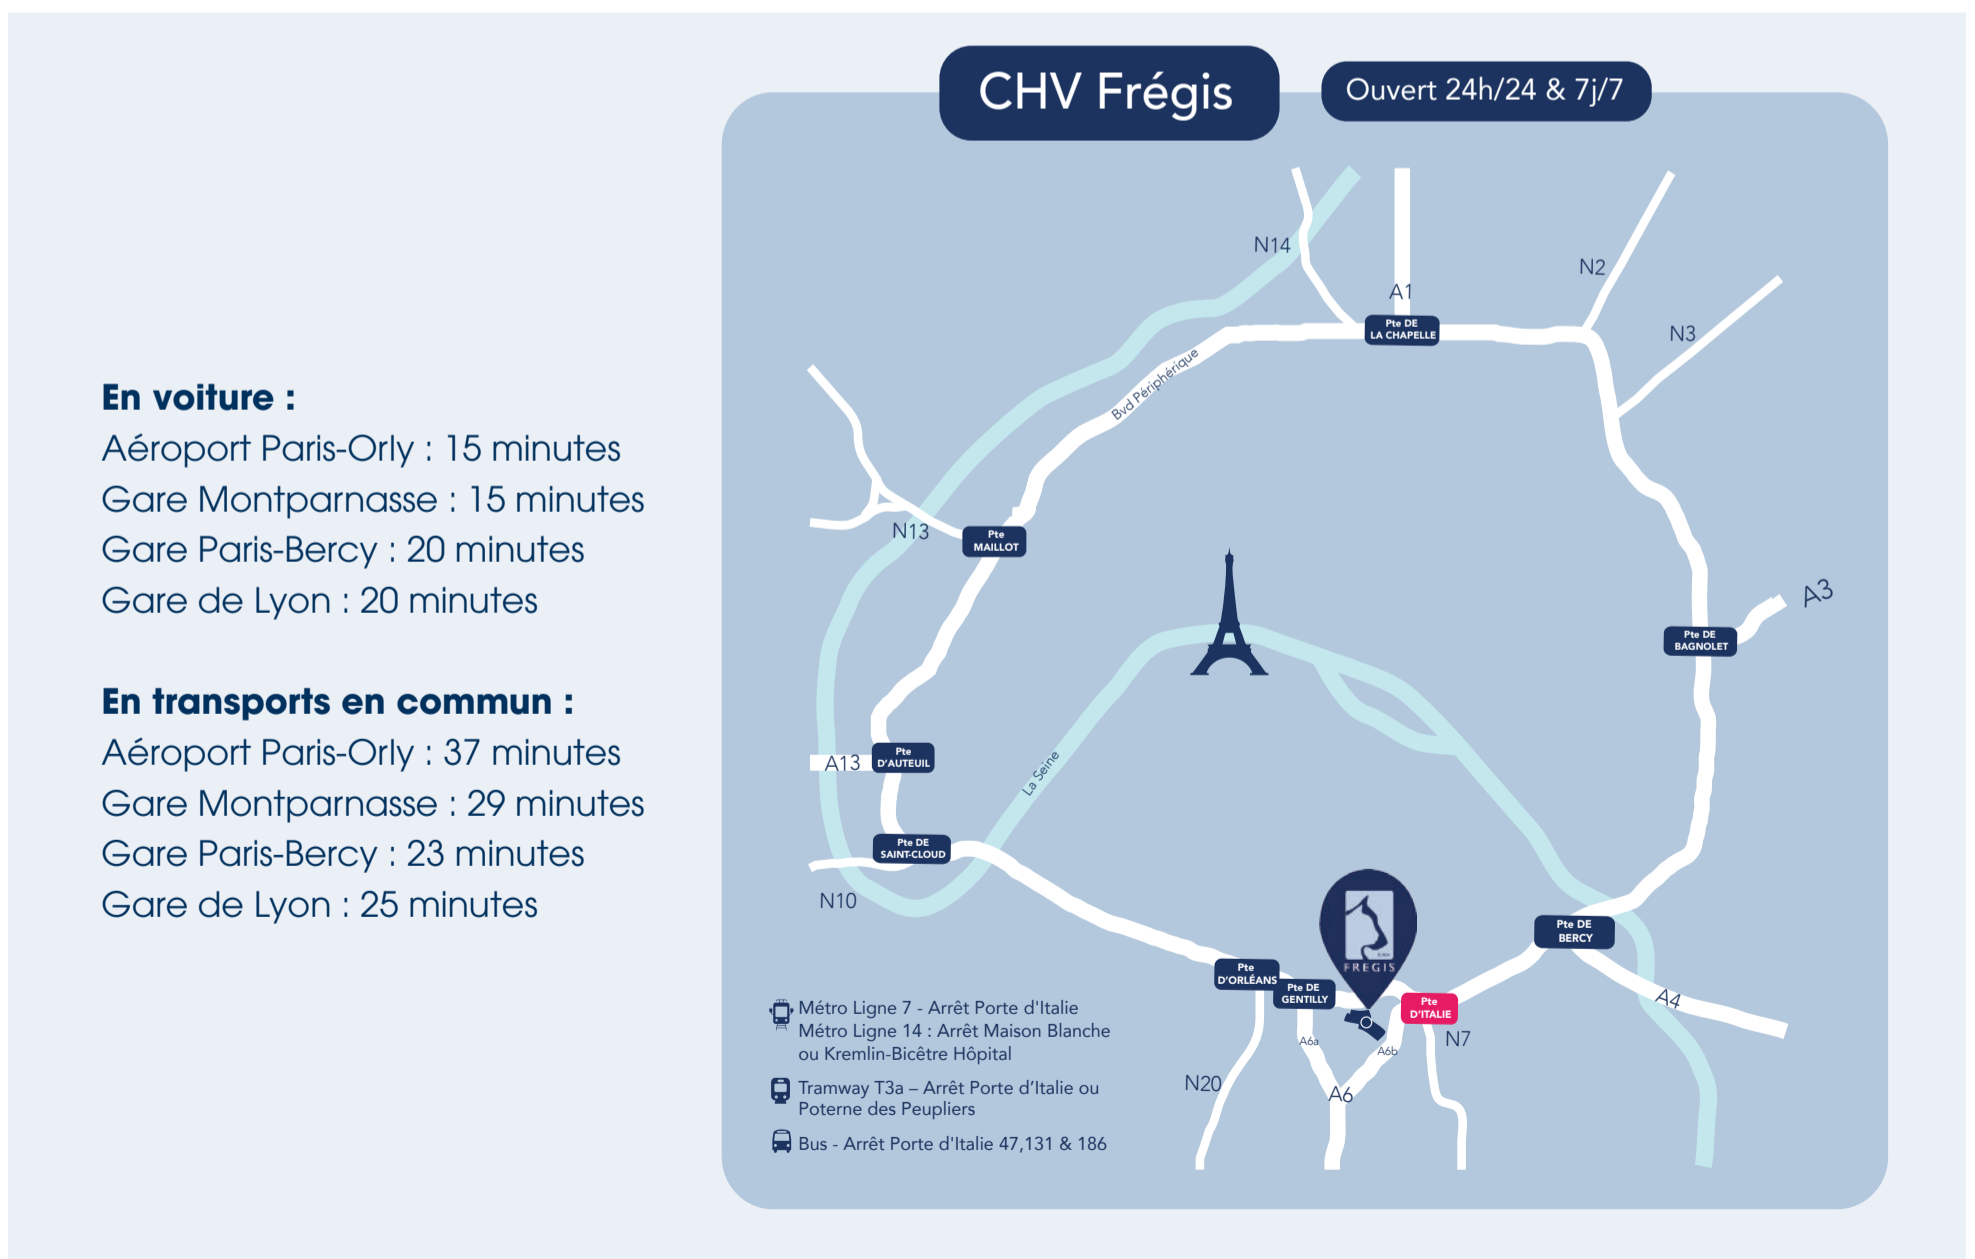 CHV Frégis
Ouvert 24h/24 & 7j/7
En voiture :
Aéroport Paris-Orly : 15 minutes
Gare Montparnasse : 15 minutes
Gare Paris-Bercy : 20 minutes
Gare de Lyon : 20 minutes
En transports en commun :
Aéroport Paris-Orly : 37 minutes
Gare Montparnasse : 29 minutes
Gare Paris-Bercy : 23 minutes
Gare de Lyon : 25 minutes
N14
A1
N2
N3
Pte DE
LA CHAPELLE
Bvd Périphérique
N13
Pte
MAILLOT
A3
Pte DE
BAGNOLET
A13
Pte
D'AUTEUIL
La Seine
Pte DE
SAINT-CLOUD
N10
Pte DE
BERCY
A4
FREGIS
Pte
D'ORLÉANS
Pte DE
GENTILLY
Pte
D'ITALIE
N7
A6a
A6b
A6
N20
Métro Ligne 7 - Arrêt Porte d'Italie
Métro Ligne 14 : Arrêt Maison Blanche
ou Kremlin-Bicêtre Hôpital
Tramway T3a – Arrêt Porte d’Italie ou
Poterne des Peupliers
Bus - Arrêt Porte d'Italie 47,131 & 186